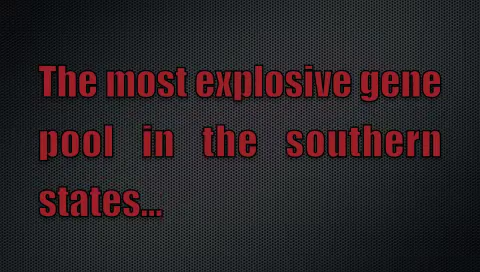 The most explosive gene
pool in the southern
states...